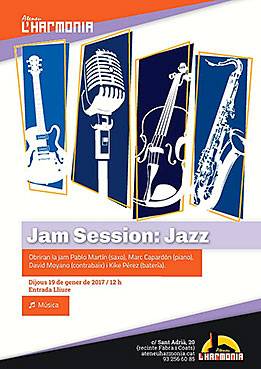 Ateneu
L'HARMONIA
Jam Session: Jazz
Obriran la jam Pablo Martín (saxo), Marc Capardón (piano),
David Moyano (contrabaix) i Kike Pérez (bateria).
Dijous 19 de gener de 2017 / 12 h
Entrada Lliure
Música
c/ Sant Adrià, 20
(recinte Fabra i Coats)
ateneuharmonia.cat
93 256 60 85
Ateneu
L'HARMONIA